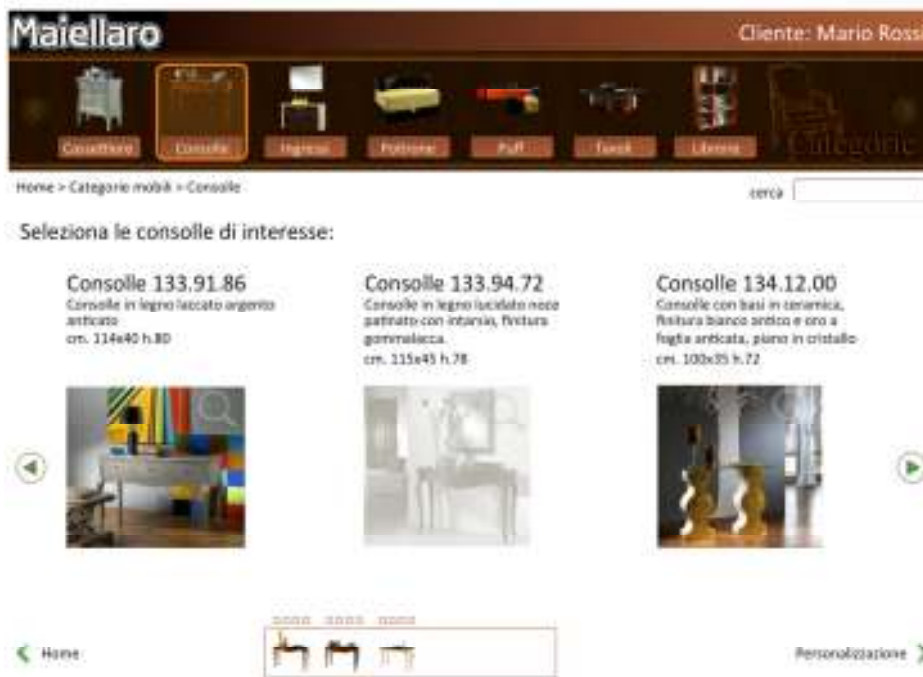 Maiellaro
Cliente: Mario Rossi
Cassettiere
Consolle
Ingressi
Poltrone
Puff
Tavoli
Librerie
Categorie
Home > Categorie mobili > Consolle
cerca
Seleziona le consolle di interesse:
Consolle 133.91.86
Consolle in legno laccato argento
anticato
cm. 114x40 h.80
Consolle 133.94.72
Consolle in legno lucidato noce
patinato con intarsio, finitura
gommalacca.
cm. 115x45 h.78
Consolle 134.12.00
Consolle con basi in ceramica,
finitura bianco antico e oro a
foglia anticata, piano in cristallo
cm. 100x35 h.72
Home
Personalizzazione